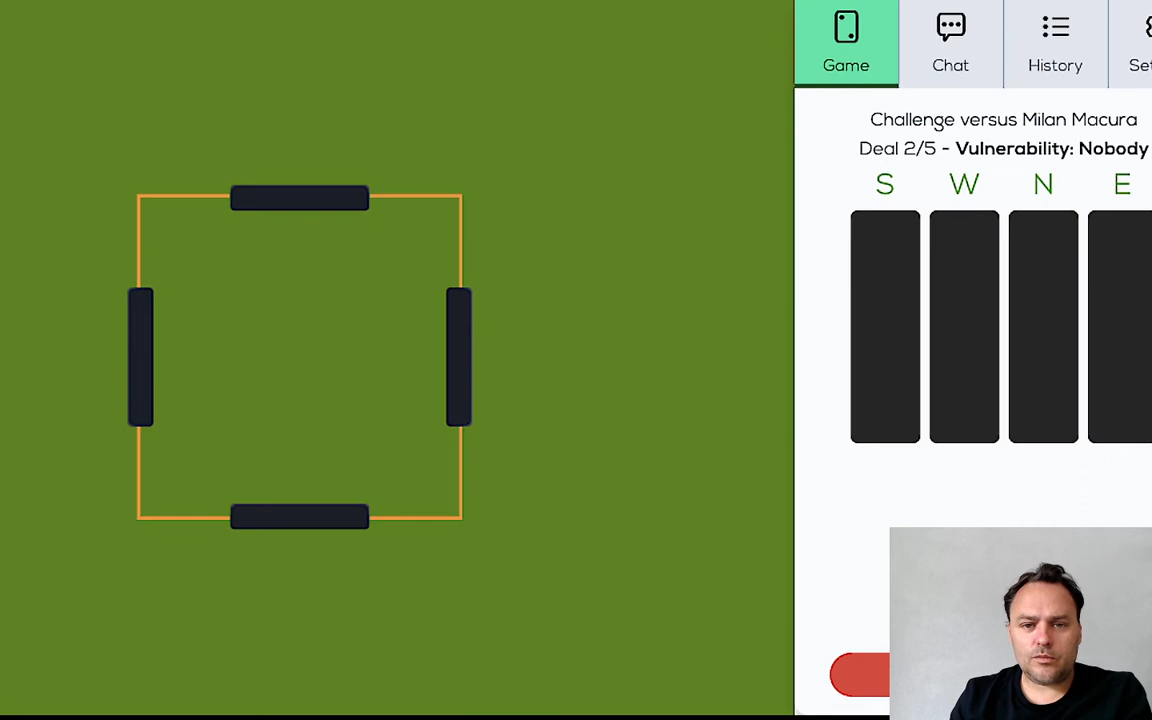 Game
Chat
History
Challenge versus Milan Macura
Deal 2/5 - Vulnerability: Nobody
S W N E